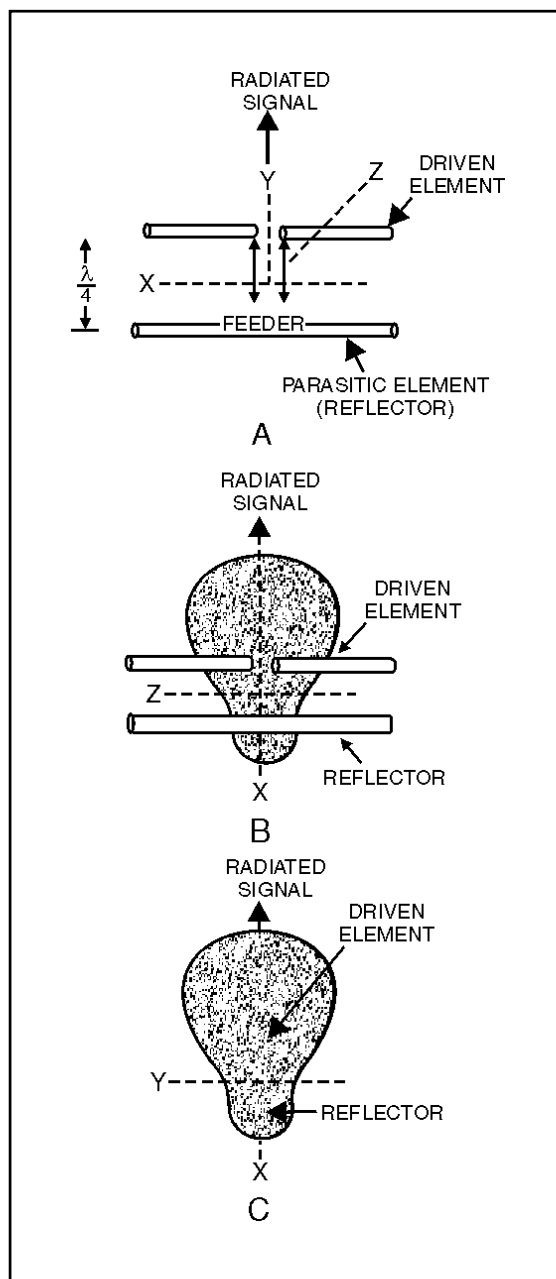 RADIATED
SIGNAL
Y
Z
DRIVEN
ELEMENT
λ
4
X
FEEDER
PARASITIC ELEMENT
(REFLECTOR)
A
RADIATED
SIGNAL
DRIVEN
ELEMENT
Z
REFLECTOR
X
B
RADIATED
SIGNAL
DRIVEN
ELEMENT
Y
REFLECTOR
X
C